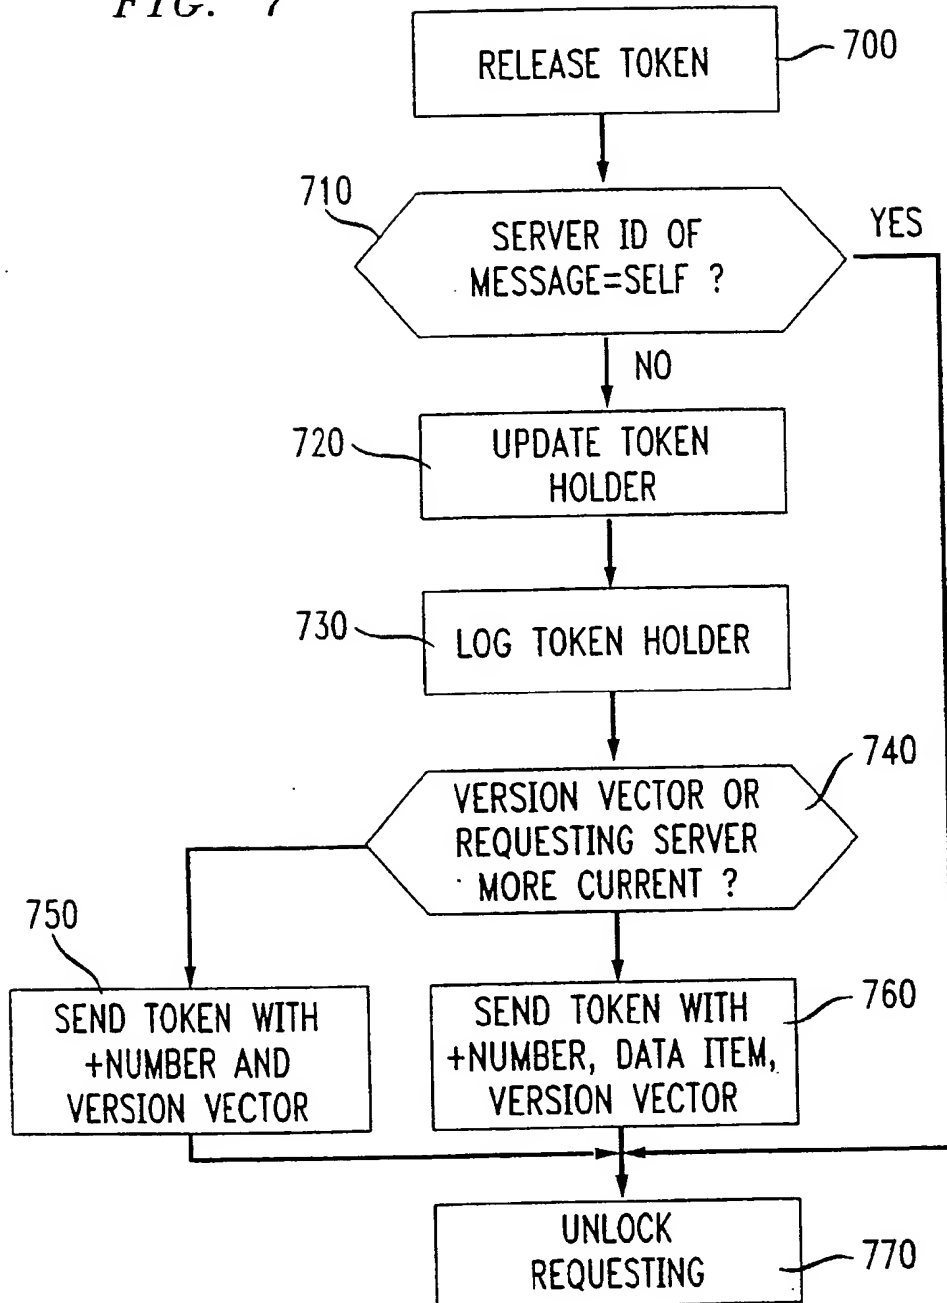 FIG. 7
RELEASE TOKEN
700
710
SERVER ID OF
MESSAGE=SELF ?
YES
NO
720
UPDATE TOKEN
HOLDER
730
LOG TOKEN HOLDER
740
VERSION VECTOR OR
REQUESTING SERVER
MORE CURRENT ?
750
SEND TOKEN WITH
+NUMBER AND
VERSION VECTOR
760
SEND TOKEN WITH
+NUMBER, DATA ITEM,
VERSION VECTOR
UNLOCK
REQUESTING
770